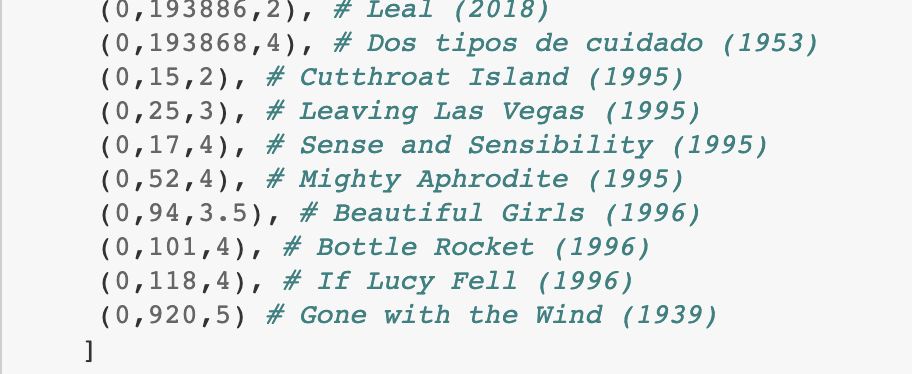 (0,193886,2), # Leal (2018)
(0,193868,4), # Dos tipos de cuidado (1953)
(0,15,2), # Cutthroat Island (1995)
(0,25,3), # Leaving Las Vegas (1995)
(0,17,4), # Sense and Sensibility (1995)
(0,52,4), # Mighty Aphrodite (1995)
(0,94,3.5), # Beautiful Girls (1996)
(0,101,4), # Bottle Rocket (1996)
(0,118,4), # If Lucy Fell (1996)
(0,920,5) # Gone with the Wind (1939)
]